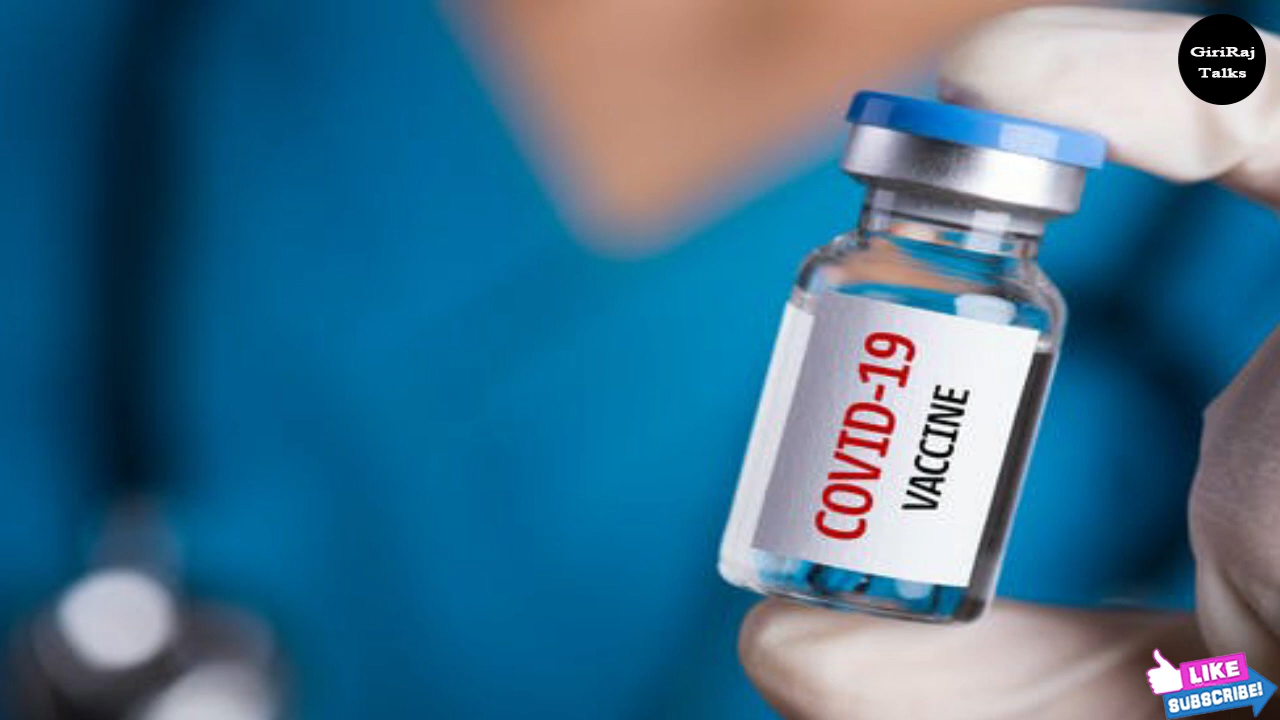 GiriRaj
Talks
COVID-19
VACCINE
LIKE
SUBSCRIBE!